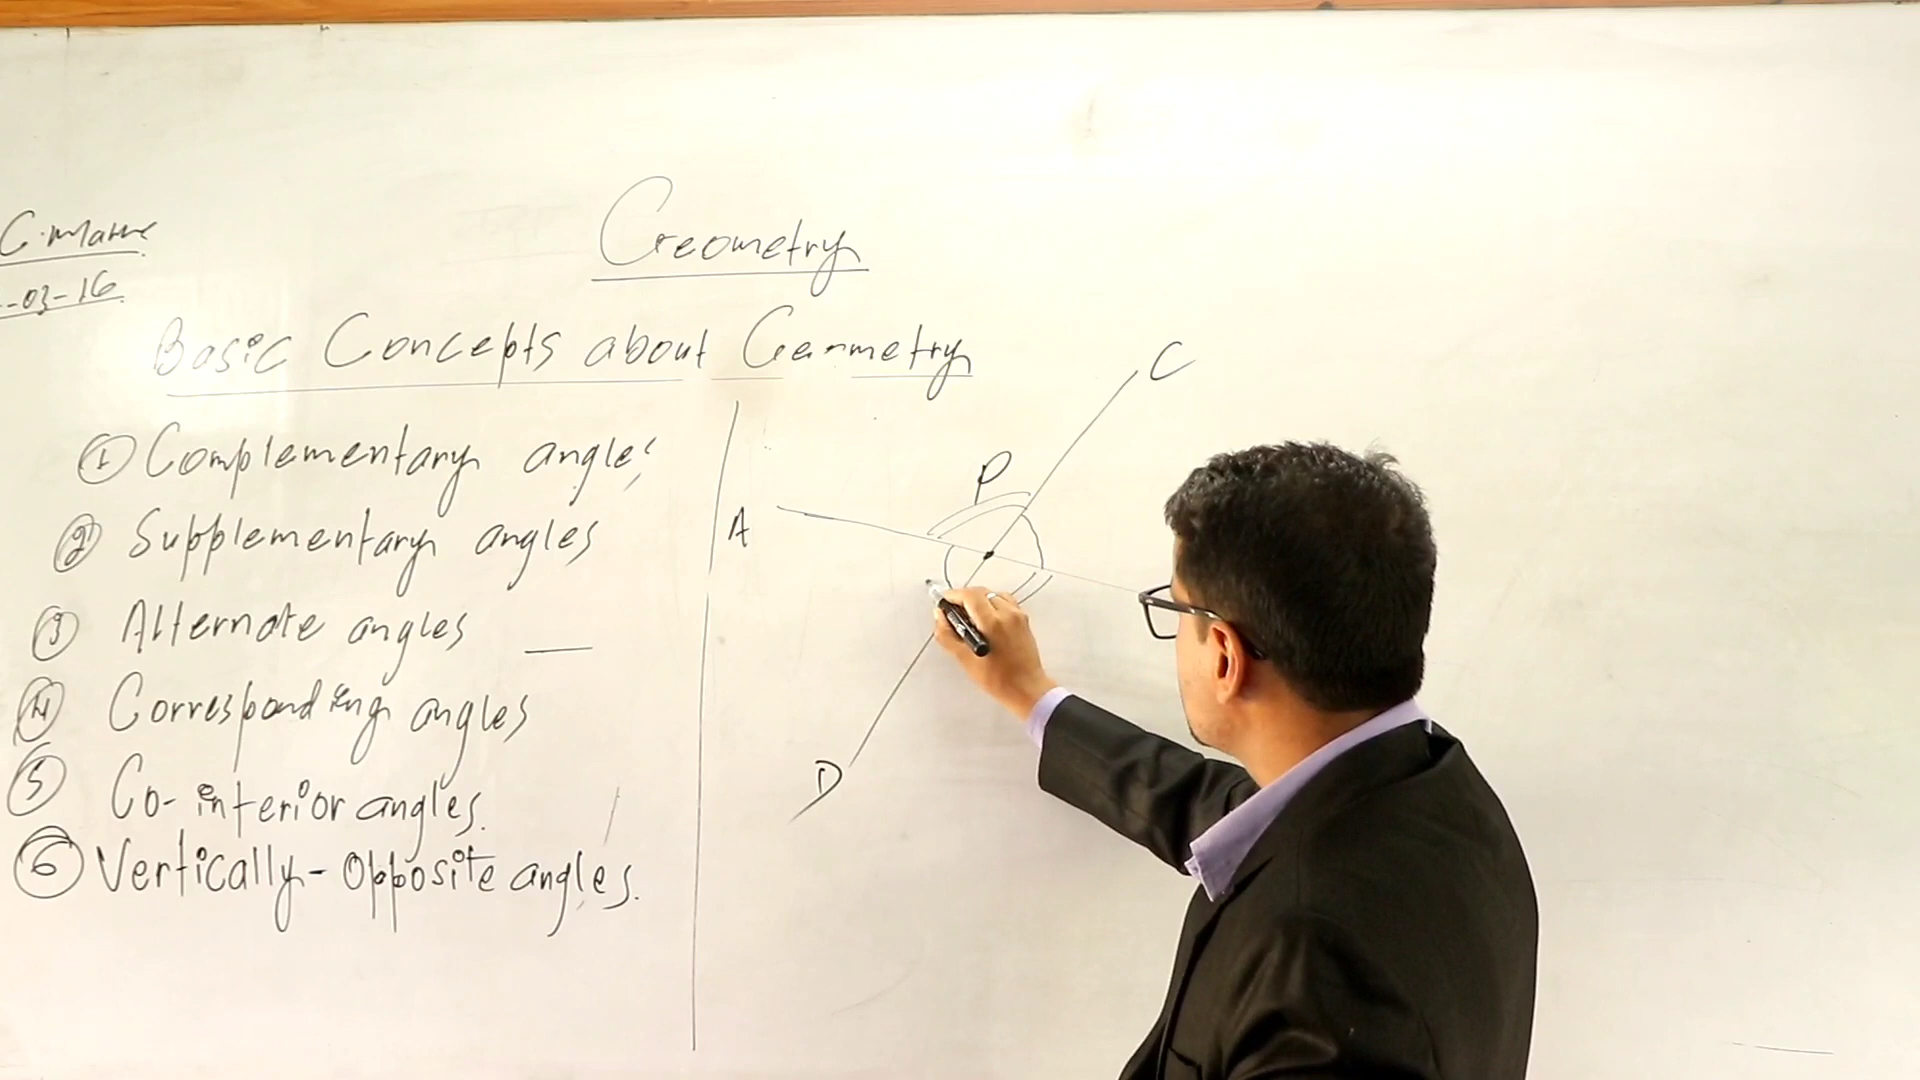 C.
-03-16
Geometry
Basic Concepts about Geometry
① Complementary angles
② Supplementary angles
③ Alternate angles
④ Corresponding angles
⑤ Co-interior angles.
⑥ Vertically-Opposite angles.
C
P
A
D